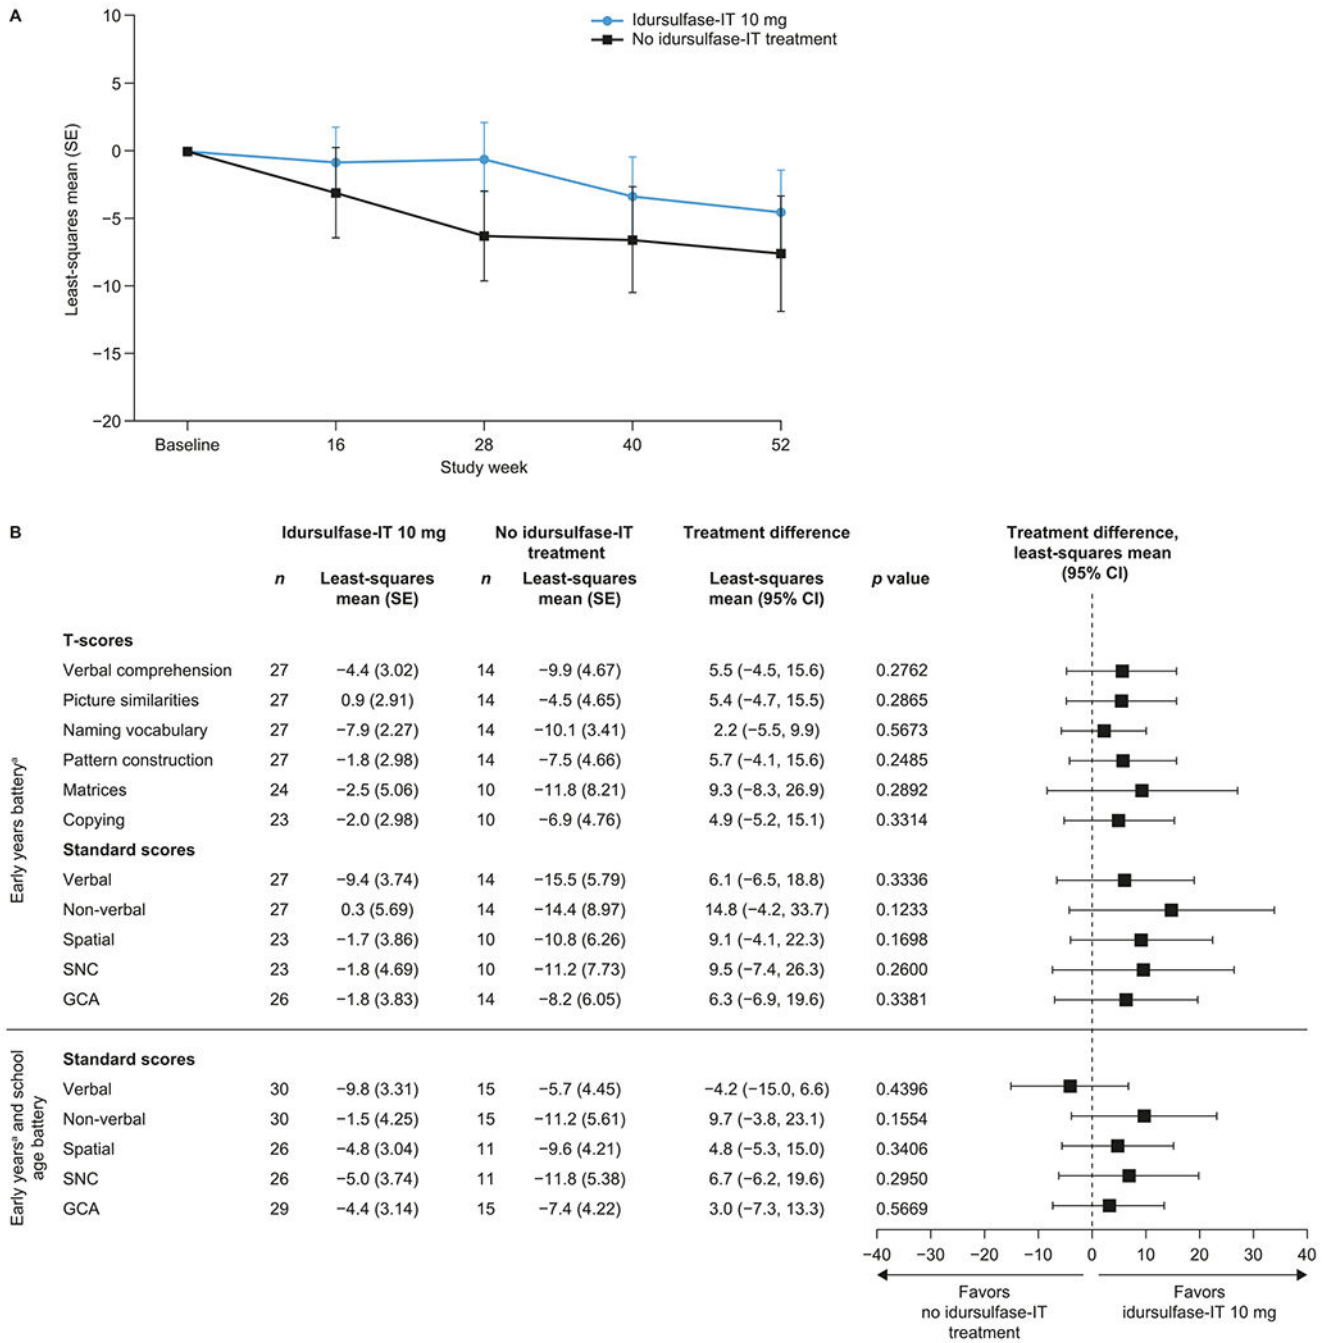 A
Idursulfase-IT 10 mg
No idursulfase-IT treatment
Least-squares mean (SE)
10
5
0
−5
−10
−15
−20
Baseline 16 28 40 52
Study week
B
Idursulfase-IT 10 mg No idursulfase-IT treatment Treatment difference Treatment difference, least-squares mean (95% CI)
n Least-squares mean (SE) n Least-squares mean (SE) Least-squares mean (95% CI) p value
Early years batteryᵃ
T-scores
Verbal comprehension 27 −4.4 (3.02) 14 −9.9 (4.67) 5.5 (−4.5, 15.6) 0.2762
Picture similarities 27 0.9 (2.91) 14 −4.5 (4.65) 5.4 (−4.7, 15.5) 0.2865
Naming vocabulary 27 −7.9 (2.27) 14 −10.1 (3.41) 2.2 (−5.5, 9.9) 0.5673
Pattern construction 27 −1.8 (2.98) 14 −7.5 (4.66) 5.7 (−4.1, 15.6) 0.2485
Matrices 24 −2.5 (5.06) 10 −11.8 (8.21) 9.3 (−8.3, 26.9) 0.2892
Copying 23 −2.0 (2.98) 10 −6.9 (4.76) 4.9 (−5.2, 15.1) 0.3314
Standard scores
Verbal 27 −9.4 (3.74) 14 −15.5 (5.79) 6.1 (−6.5, 18.8) 0.3336
Non-verbal 27 0.3 (5.69) 14 −14.4 (8.97) 14.8 (−4.2, 33.7) 0.1233
Spatial 23 −1.7 (3.86) 10 −10.8 (6.26) 9.1 (−4.1, 22.3) 0.1698
SNC 23 −1.8 (4.69) 10 −11.2 (7.73) 9.5 (−7.4, 26.3) 0.2600
GCA 26 −1.8 (3.83) 14 −8.2 (6.05) 6.3 (−6.9, 19.6) 0.3381
Early yearsᵃ and school
age battery
Standard scores
Verbal 30 −9.8 (3.31) 15 −5.7 (4.45) −4.2 (−15.0, 6.6) 0.4396
Non-verbal 30 −1.5 (4.25) 15 −11.2 (5.61) 9.7 (−3.8, 23.1) 0.1554
Spatial 26 −4.8 (3.04) 11 −9.6 (4.21) 4.8 (−5.3, 15.0) 0.3406
SNC 26 −5.0 (3.74) 11 −11.8 (5.38) 6.7 (−6.2, 19.6) 0.2950
GCA 29 −4.4 (3.14) 15 −7.4 (4.22) 3.0 (−7.3, 13.3) 0.5669
−40 −30 −20 −10 0 10 20 30 40
Favors
no idursulfase-IT
treatment
Favors
idursulfase-IT 10 mg